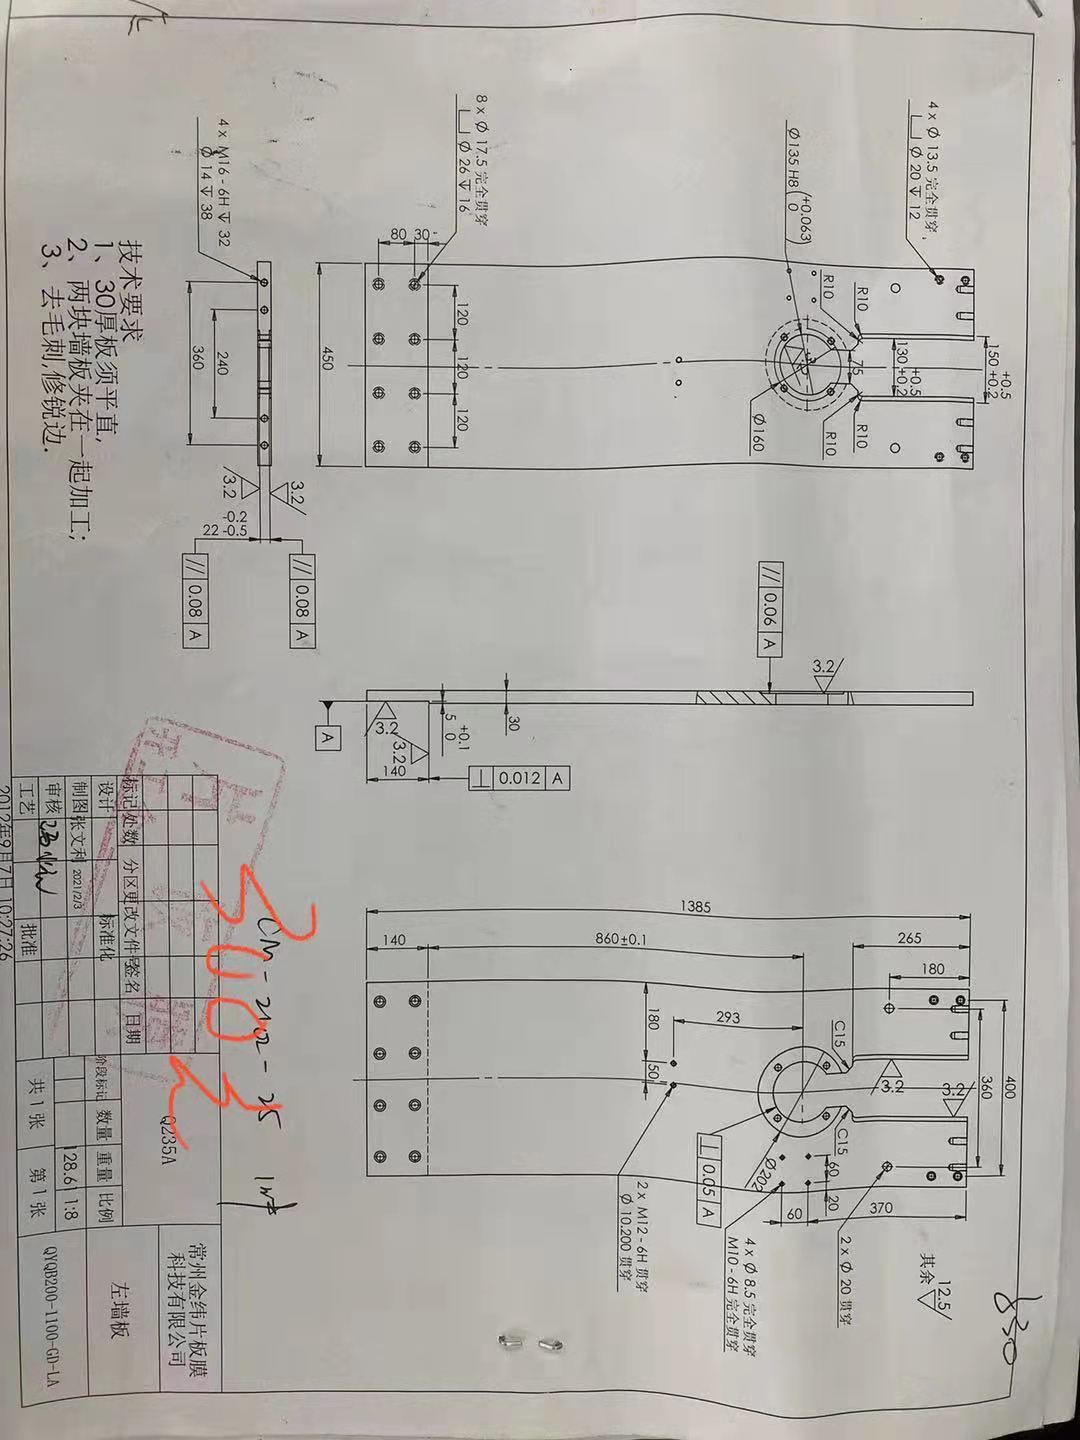 830
+0.5
150 +0.2
4 x Ø 13.5 完全贯穿
⌴ Ø 20 ↧ 12
+0.5
130 +0.2
R10
R10
75
R10
R10
Ø135 H8 (+0.063 0)
Ø160
3.2
// 0.06 A
400
360
3.2
3.2
180
265
370
12.5
其余
2 x Ø 20 贯穿
C15
C15
60
20
60
Ø202
4 x Ø 8.5 完全贯穿
M10 - 6H 完全贯穿
⊥ 0.05 A
293
1385
180
50
860±0.1
2 x M12 - 6H 贯穿
Ø 10.200 贯穿
8 x Ø 17.5 完全贯穿
⌴ Ø 26 ↧ 16
120
120
120
30
80
450
30
⊥ 0.012 A
+0.1
5 0
3.2
3.2
140
A
140
// 0.08 A
3.2
3.2
-0.2
22 -0.5
// 0.08 A
4 x M16 - 6H ↧ 32
Ø 14 ↧ 38
240
360
技术要求
1、30厚板须平直,
2、两块墙板夹在一起加工;
3、去毛刺,修锐边.
CM-2102-25 1件
3002
Q235A
常州金纬片板膜
科技有限公司
标记 处数 分区 更改文件号 签名 日期
左墙板
设计 标准化
阶段标记 数量 重量 比例
制图 张文利 2021/2/3
128.61 1:8
审核
QYQB200-1100-GD-LA
工艺 批准
共 1 张 第 1 张
2012年9月7日 10:27:26